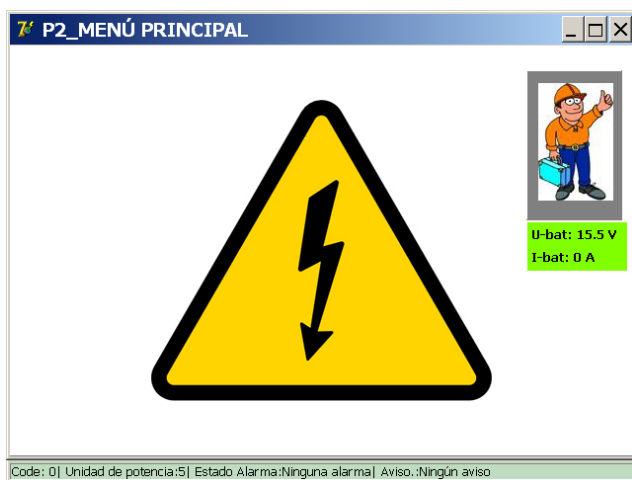 P2_MENÚ PRINCIPAL
U-bat: 15.5 V
I-bat: 0 A
Code: 0| Unidad de potencia:5| Estado Alarma:Ninguna alarma| Aviso.:Ningún aviso